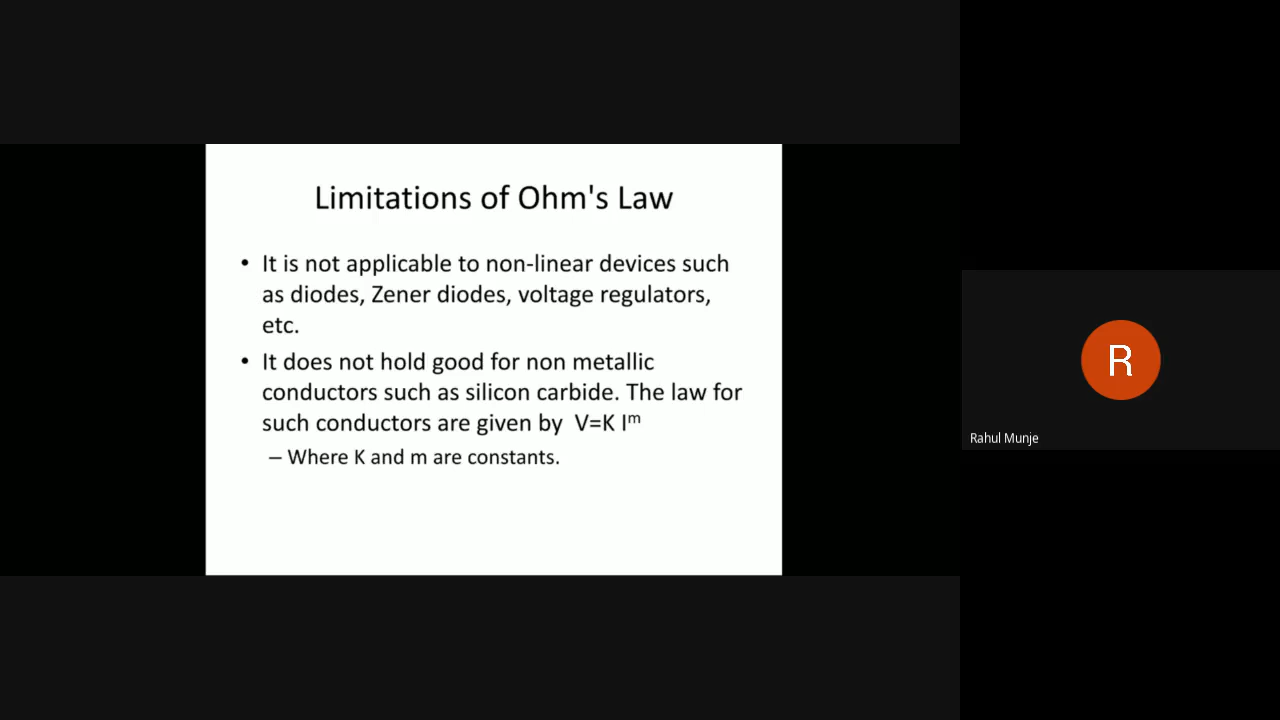 Limitations of Ohm's Law
• It is not applicable to non-linear devices such
as diodes, Zener diodes, voltage regulators,
etc.
• It does not hold good for non metallic
conductors such as silicon carbide. The law for
such conductors are given by  V=K Iᵐ
– Where K and m are constants.
R
Rahul Munje